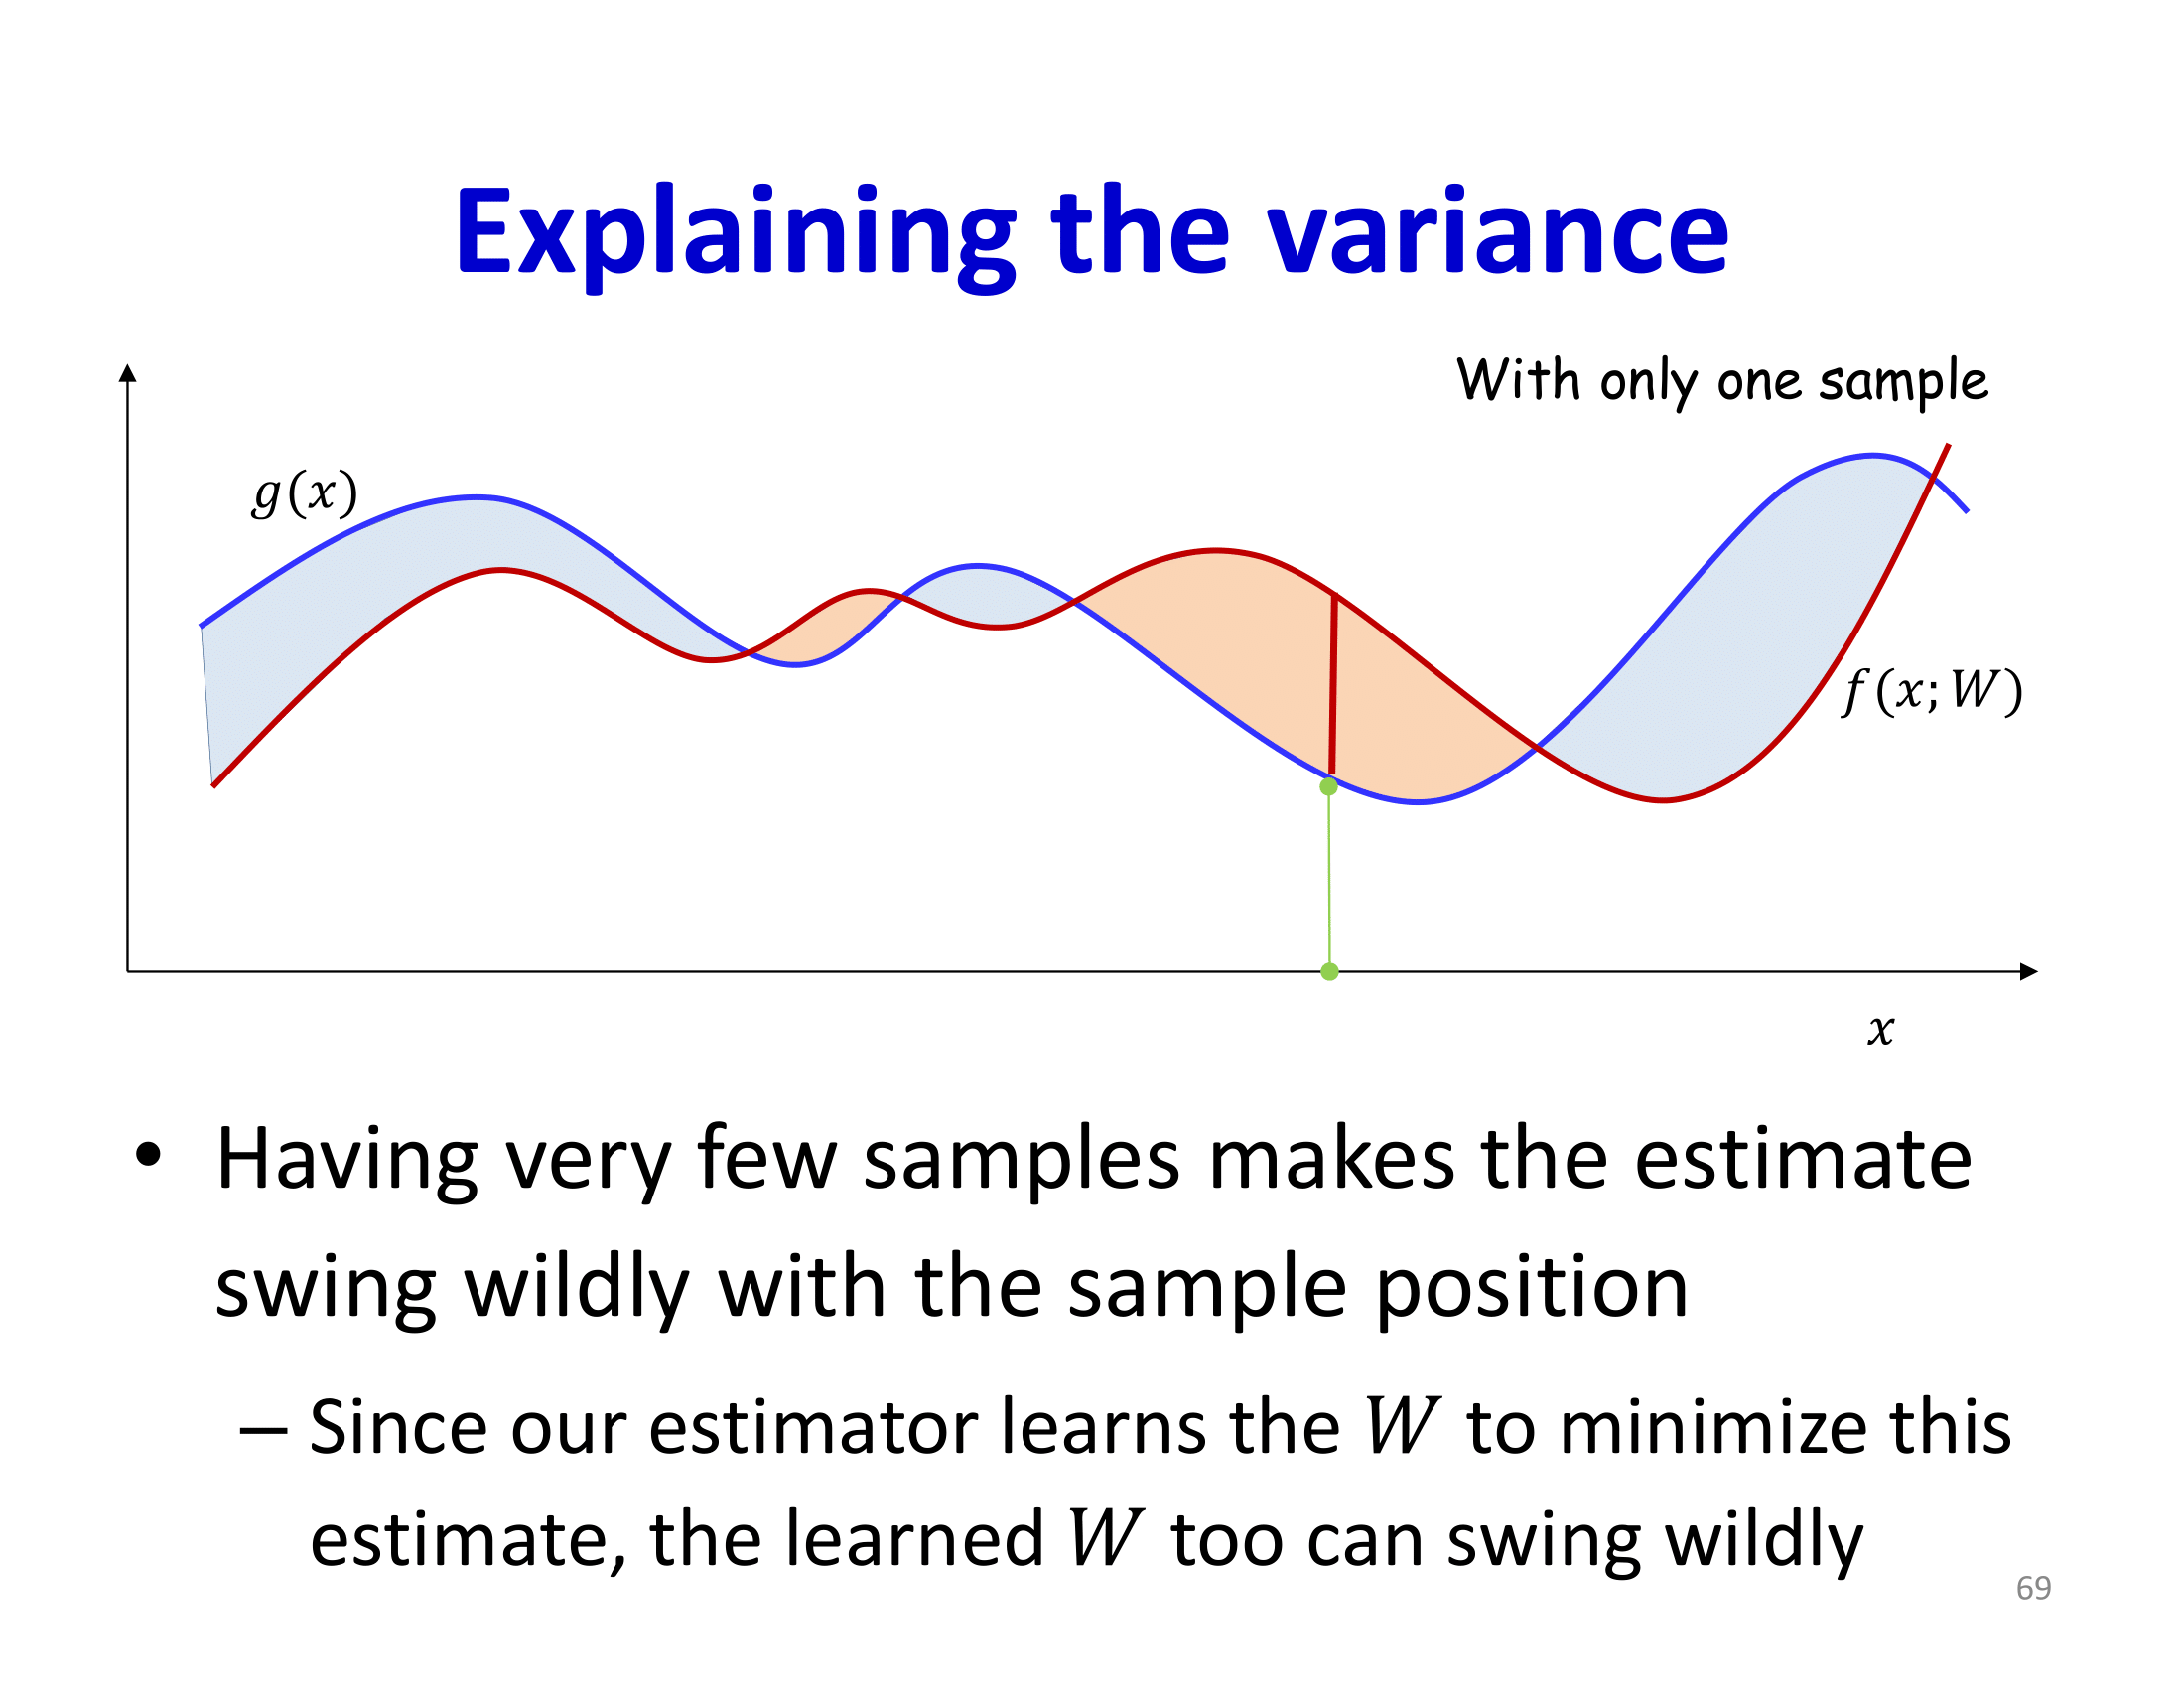 Explaining the variance
With only one sample
g(x)
f(x; W)
x
• Having very few samples makes the estimate
swing wildly with the sample position
– Since our estimator learns the W to minimize this
estimate, the learned W too can swing wildly
69